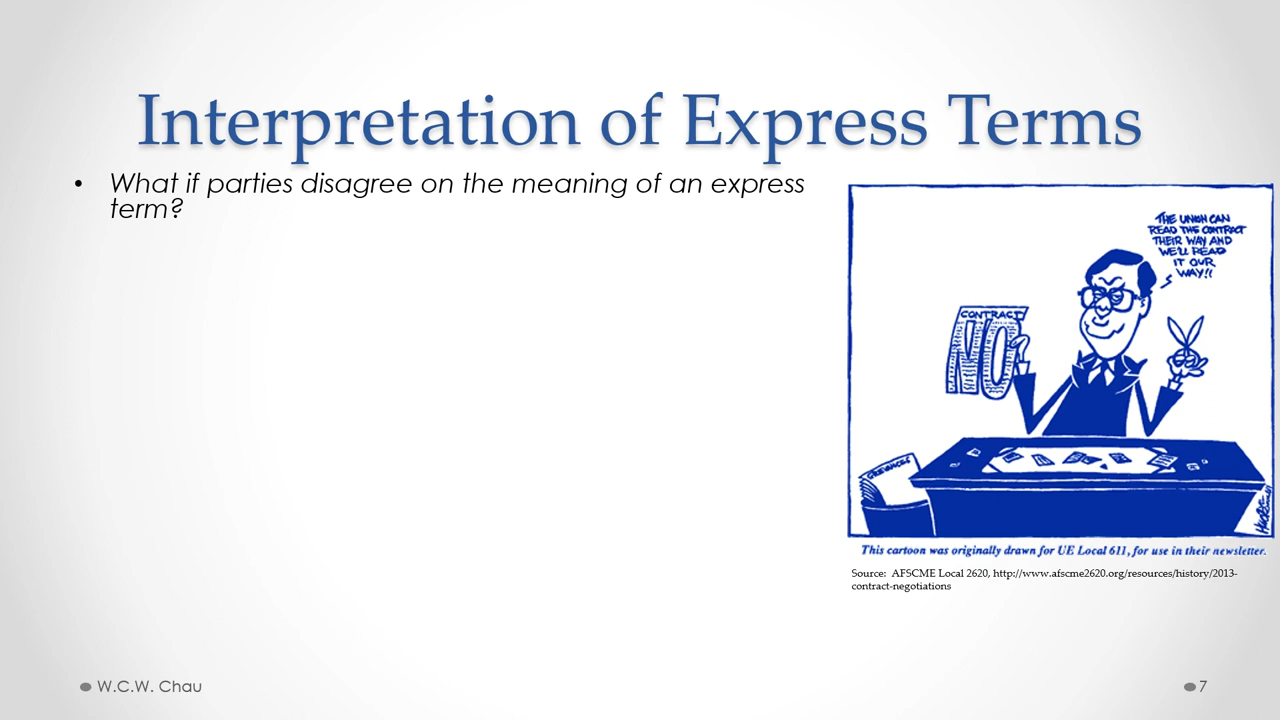 Interpretation of Express Terms
• What if parties disagree on the meaning of an express
term?
THE UNION CAN
READ THE CONTRACT
THEIR WAY AND
WE'LL READ
IT OUR
WAY!!
CONTRACT
NO
GRIEVANCES
This cartoon was originally drawn for UE Local 611, for use in their newsletter.
Source: AFSCME Local 2620, http://www.afscme2620.org/resources/history/2013-
contract-negotiations
W.C.W. Chau
7